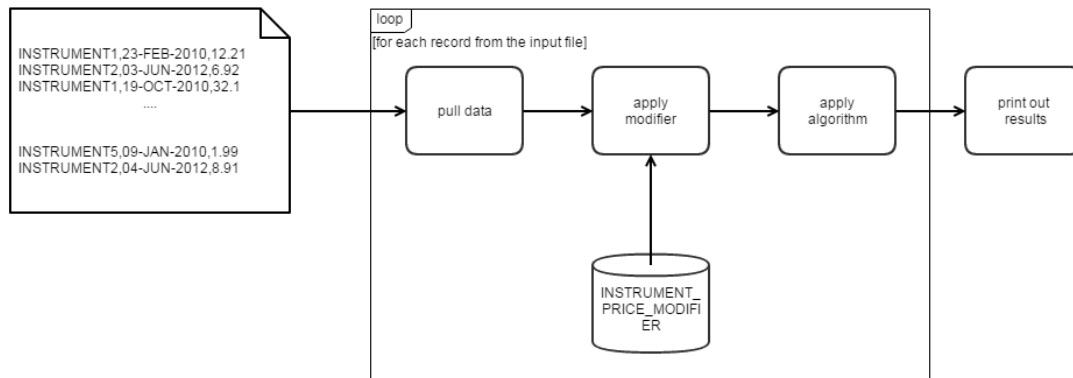 INSTRUMENT1,23-FEB-2010,12.21
INSTRUMENT2,03-JUN-2012,6.92
INSTRUMENT1,19-OCT-2010,32.1
....
INSTRUMENT5,09-JAN-2010,1.99
INSTRUMENT2,04-JUN-2012,8.91
loop
[for each record from the input file]
pull data
apply
modifier
apply
algorithm
print out
results
INSTRUMENT_
PRICE_MODIFI
ER